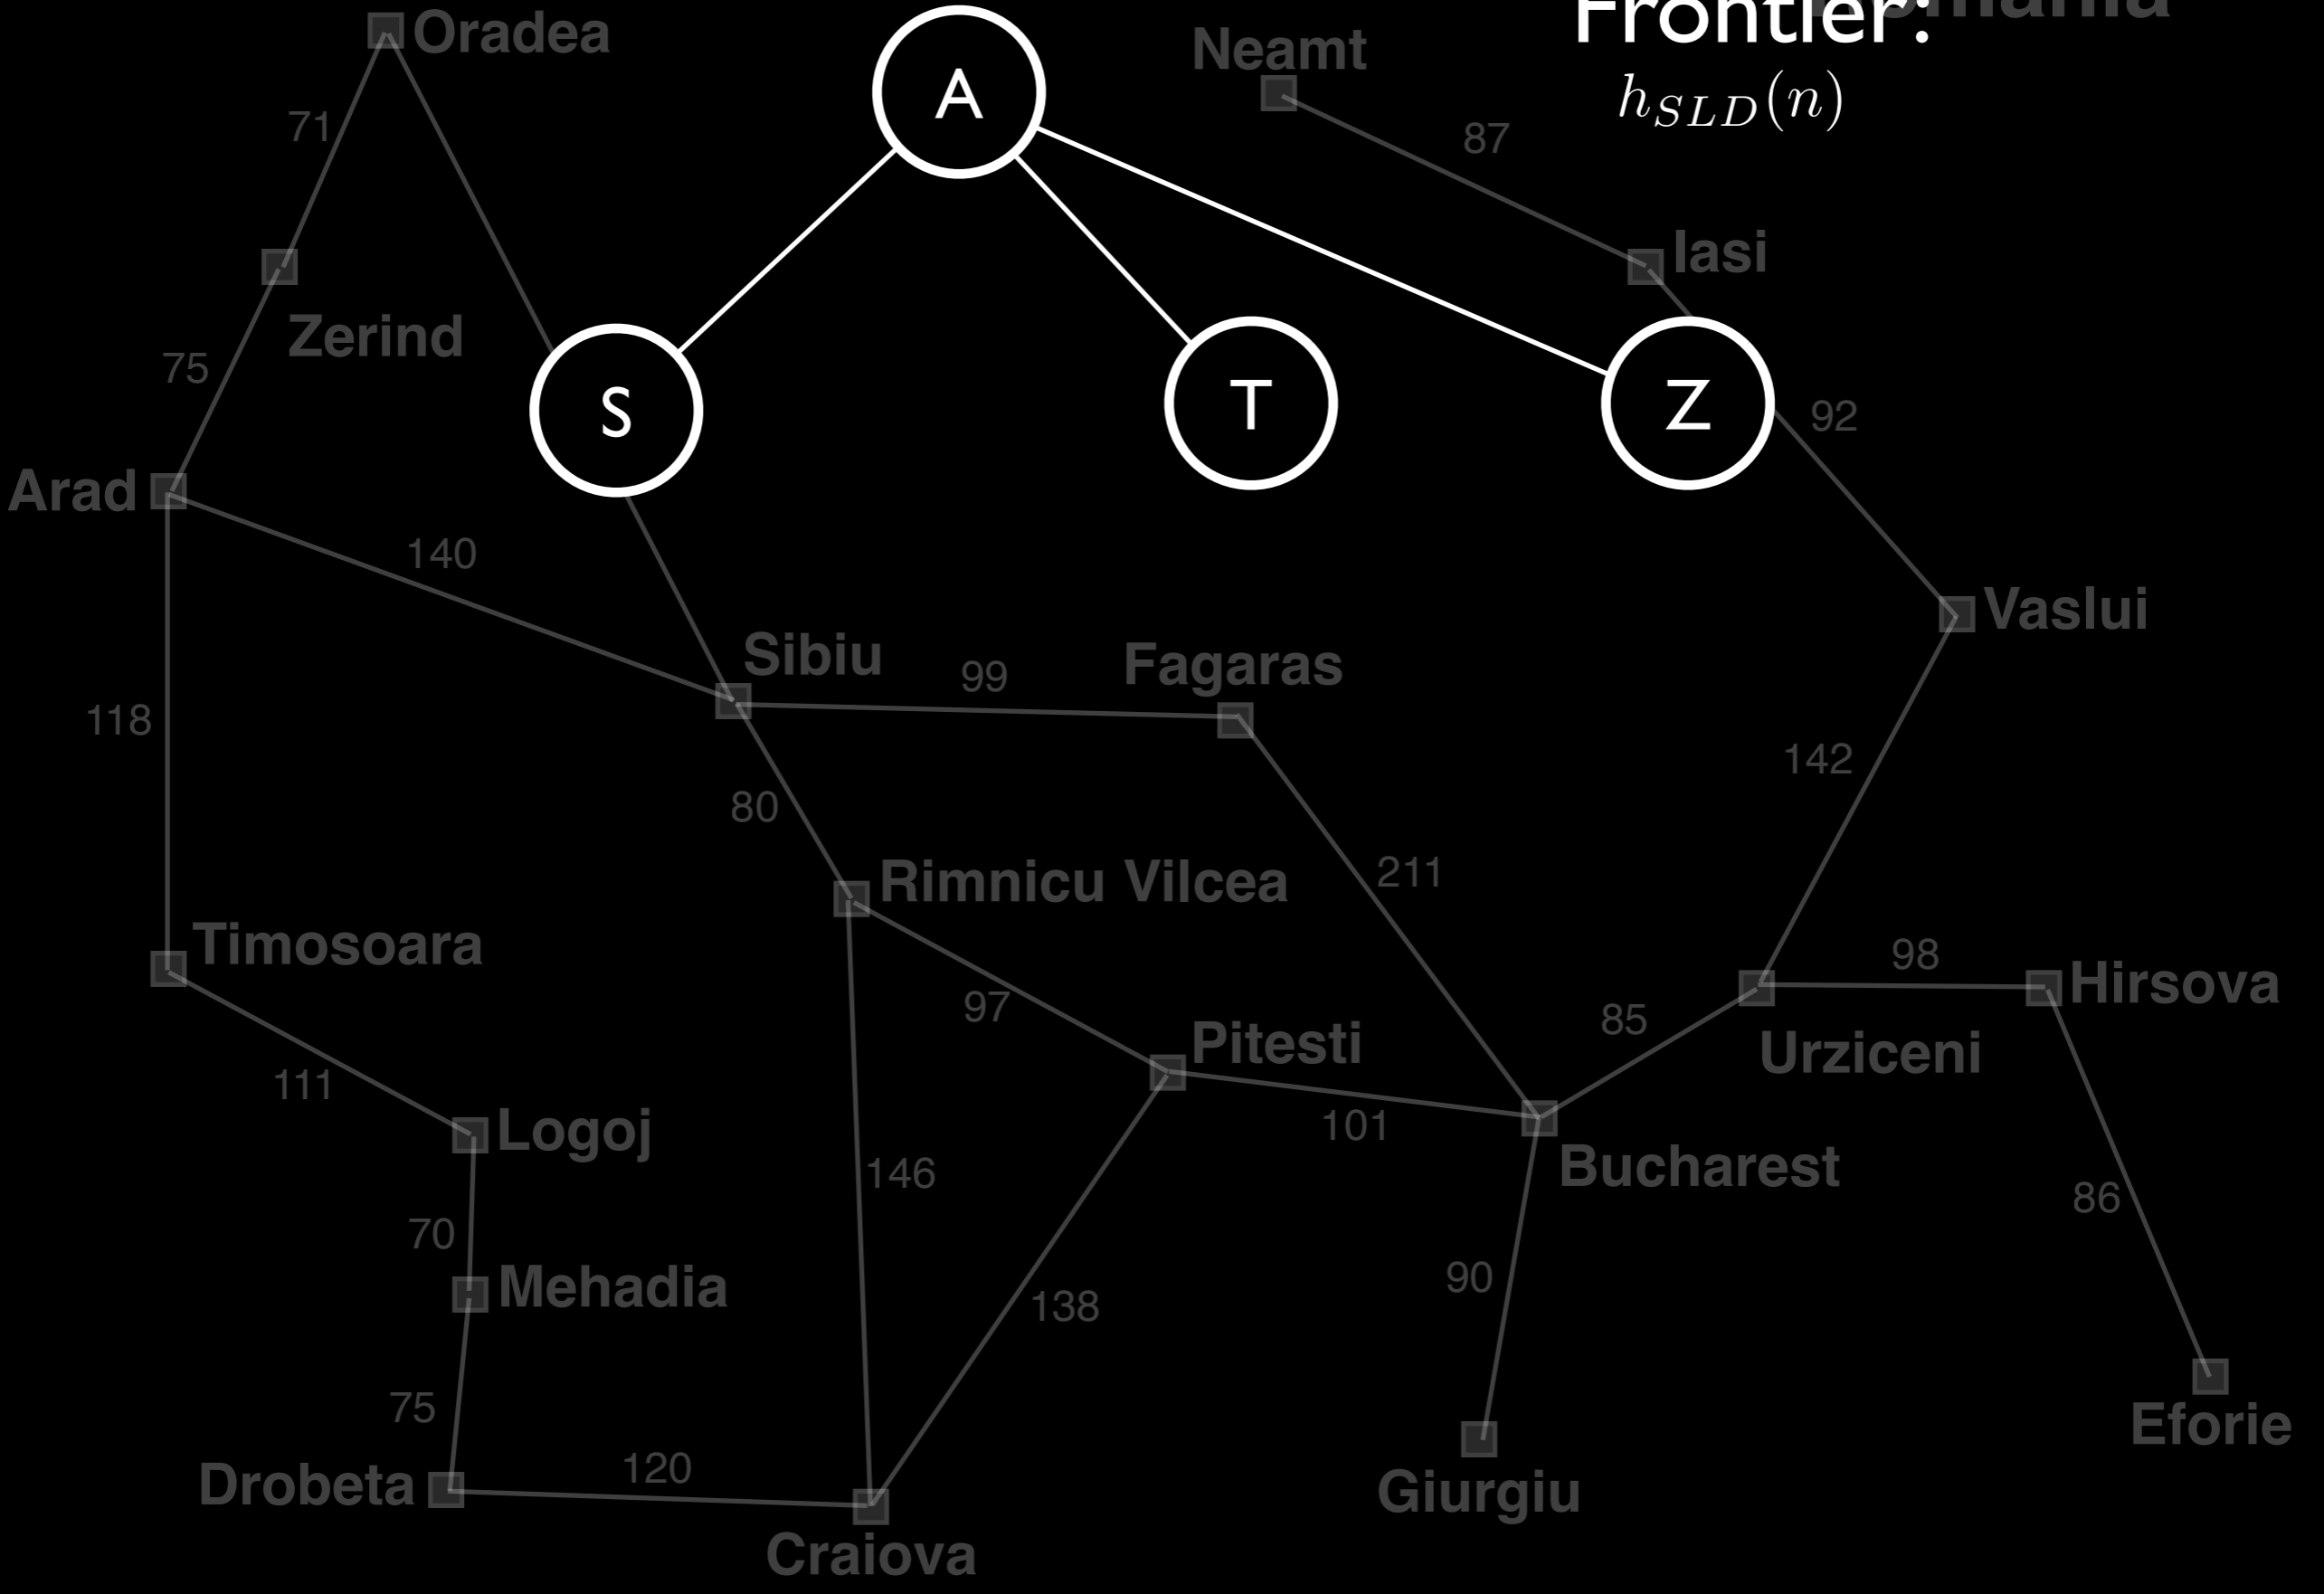 Frontier:
Oradea
Neamt
h_{SLD}(n)
A
71
87
Iasi
Zerind
75
S
T
Z
92
Arad
140
Vaslui
Sibiu
99
Fagaras
118
142
80
Rimnicu Vilcea
211
Timosoara
98
Hirsova
97
85
Pitesti
Urziceni
111
Logoj
101
Bucharest
146
70
86
Mehadia
90
138
75
Eforie
Drobeta
120
Giurgiu
Craiova